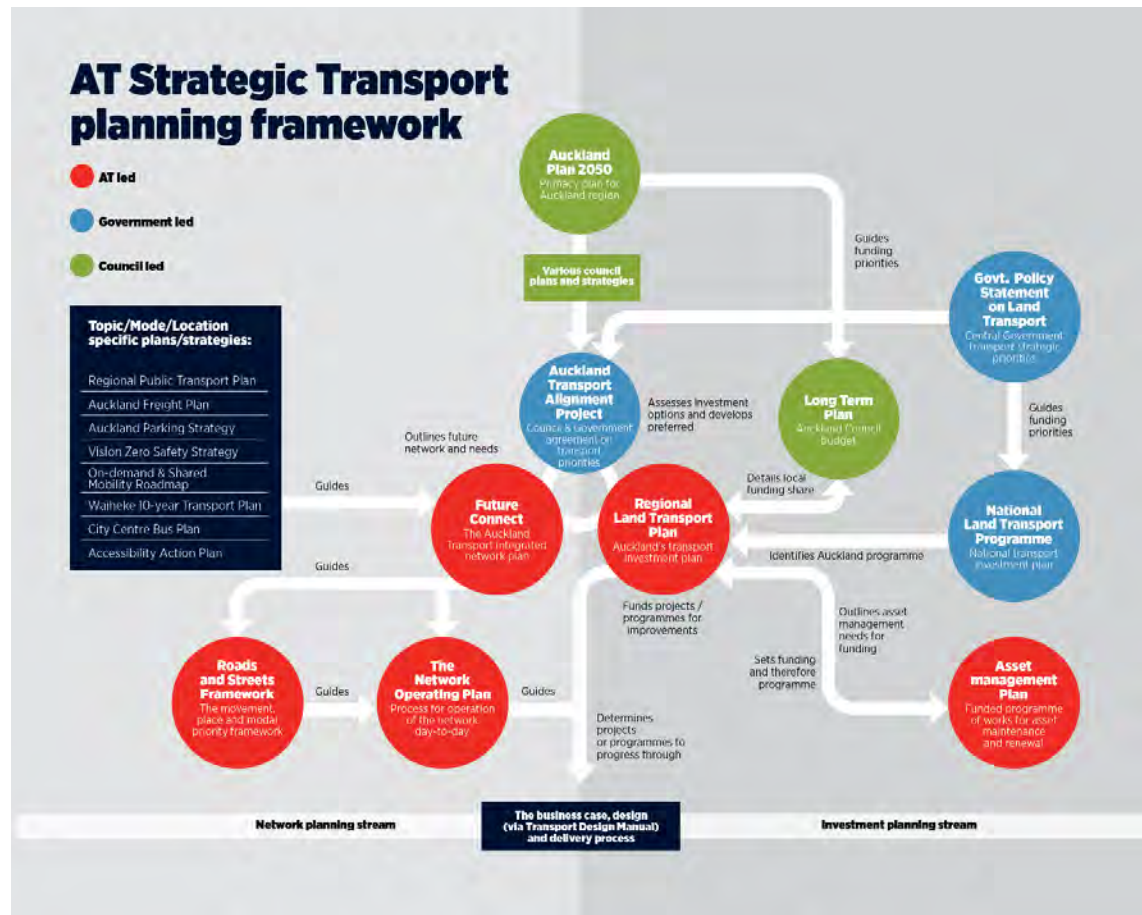 AT Strategic Transport
planning framework
AT led
Government led
Council led
Topic/Mode/Location
specific plans/strategies:
Regional Public Transport Plan
Auckland Freight Plan
Auckland Parking Strategy
Vision Zero Safety Strategy
On-demand & Shared
Mobility Roadmap
Waiheke 10-year Transport Plan
City Centre Bus Plan
Accessibility Action Plan
Auckland
Plan 2050
Primacy plan for
Auckland region
Various council
plans and strategies
Guides
funding
priorities
Govt. Policy
Statement
on Land
Transport
Central Government
transport strategic
priorities
Auckland
Transport
Alignment
Project
Council & Government
agreement on
transport
priorities
Assesses investment
options and develops
preferred
Long Term
Plan
Auckland Council
budget
Guides
funding
priorities
Outlines future
network and needs
Guides
Future
Connect
The Auckland
Transport integrated
network plan
Regional
Land Transport
Plan
Auckland's transport
investment plan
Details local
funding share
Identifies Auckland programme
National
Land Transport
Programme
National transport
investment plan
Guides
Funds projects /
programmes for
improvements
Outlines asset
management
needs for
funding
Sets funding
and therefore
programme
Roads
and Streets
Framework
The movement,
place and modal
priority framework
Guides
The
Network
Operating Plan
Process for operation
of the network
day-to-day
Guides
Asset
management
Plan
Funded programme
of works for asset
maintenance
and renewal
Determines
projects
or programmes to
progress through
Network planning stream
The business case, design
(via Transport Design Manual)
and delivery process
Investment planning stream